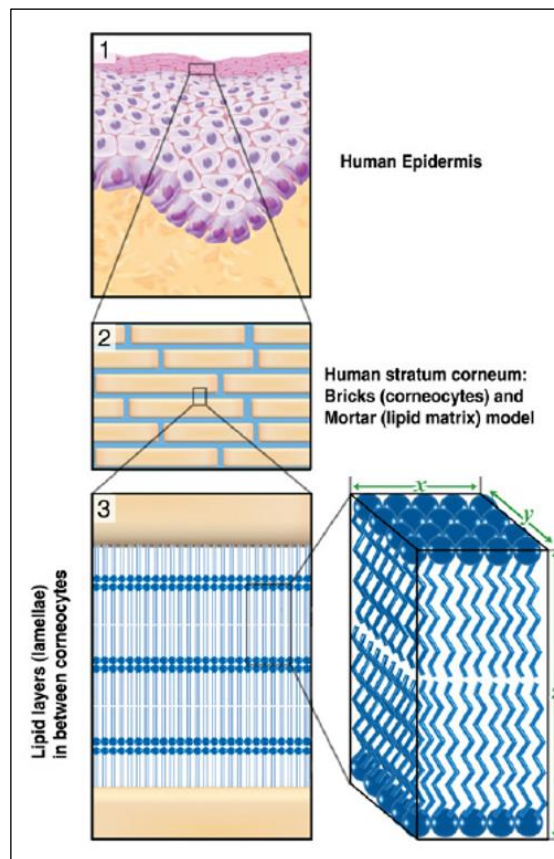 1
Human Epidermis
2
Human stratum corneum:
Bricks (corneocytes) and
Mortar (lipid matrix) model
3
Lipid layers (lamellae)
in between corneocytes
x
y